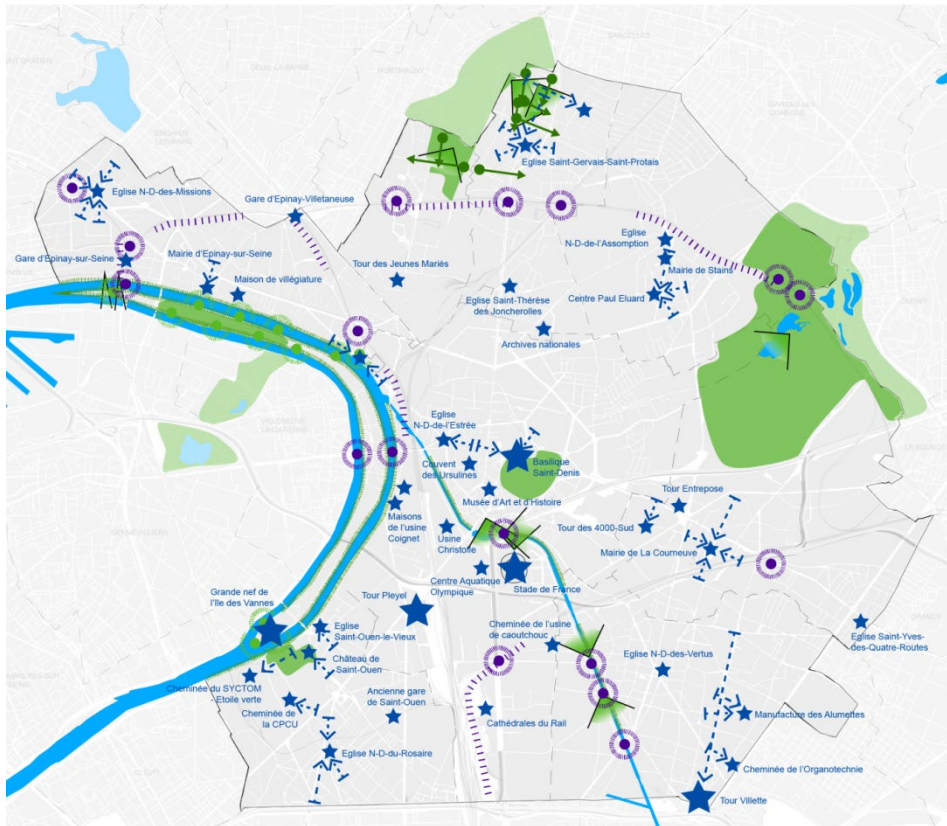 SARCELLES
MONTMAGNY
DEUIL-LA-BARRE
Eglise Saint-Gervais-Saint-Protais
Eglise N-D-des-Missions
Gare d'Epinay-Villetaneuse
Gare d'Epinay-sur-Seine
Mairie d'Epinay-sur-Seine
Maison de villégiature
Tour des Jeunes Mariés
Eglise
N-D-de-l'Assomption
Mairie de Stains
Eglise Saint-Thérèse
des Joncherolles
Centre Paul Eluard
Archives nationales
Eglise
N-D-de-l'Estrée
Couvent
des Ursulines
Basilique
Saint-Denis
Musée d'Art et d'Histoire
Maisons
de l'usine
Coignet
Usine
Christofle
Tour Entrepose
Tour des 4000-Sud
Mairie de La Courneuve
Centre Aquatique
Olympique
Stade de France
Grande nef de
l'île des Vannes
Tour Pleyel
Eglise
Saint-Ouen-le-Vieux
Château de
Saint-Ouen
Cheminée de l'usine
de caoutchouc
Eglise Saint-Yves-
des-Quatre-Routes
Eglise N-D-des-Vertus
Cheminée du SYCTOM
- Etoile verte
Cheminée de
la CPCU
Ancienne gare
de Saint-Ouen
Cathédrales du Rail
Manufacture des Alumettes
Eglise N-D-du-Rosaire
Cheminée de l'Organotechnie
Tour Villette